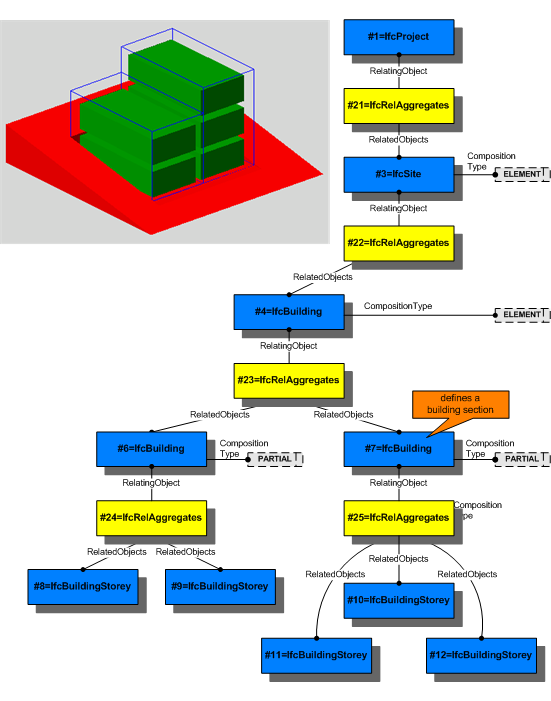 #1=IfcProject
RelatingObject
#21=IfcRelAggregates
RelatedObjects
#3=IfcSite
Composition
Type
ELEMENT
RelatingObject
#22=IfcRelAggregates
RelatedObjects
#4=IfcBuilding
CompositionType
ELEMENT
RelatingObject
#23=IfcRelAggregates
defines a
building section
RelatedObjects
RelatedObjects
#6=IfcBuilding
Composition
Type
PARTIAL
#7=IfcBuilding
Composition
Type
PARTIAL
RelatingObject
RelatingObject
#24=IfcRelAggregates
#25=IfcRelAggregates
Composition
pe
RelatedObjects
RelatedObjects
RelatedObjects
#8=IfcBuildingStorey
#9=IfcBuildingStorey
RelatedObjects
RelatedObjects
#10=IfcBuildingStorey
#11=IfcBuildingStorey
#12=IfcBuildingStorey